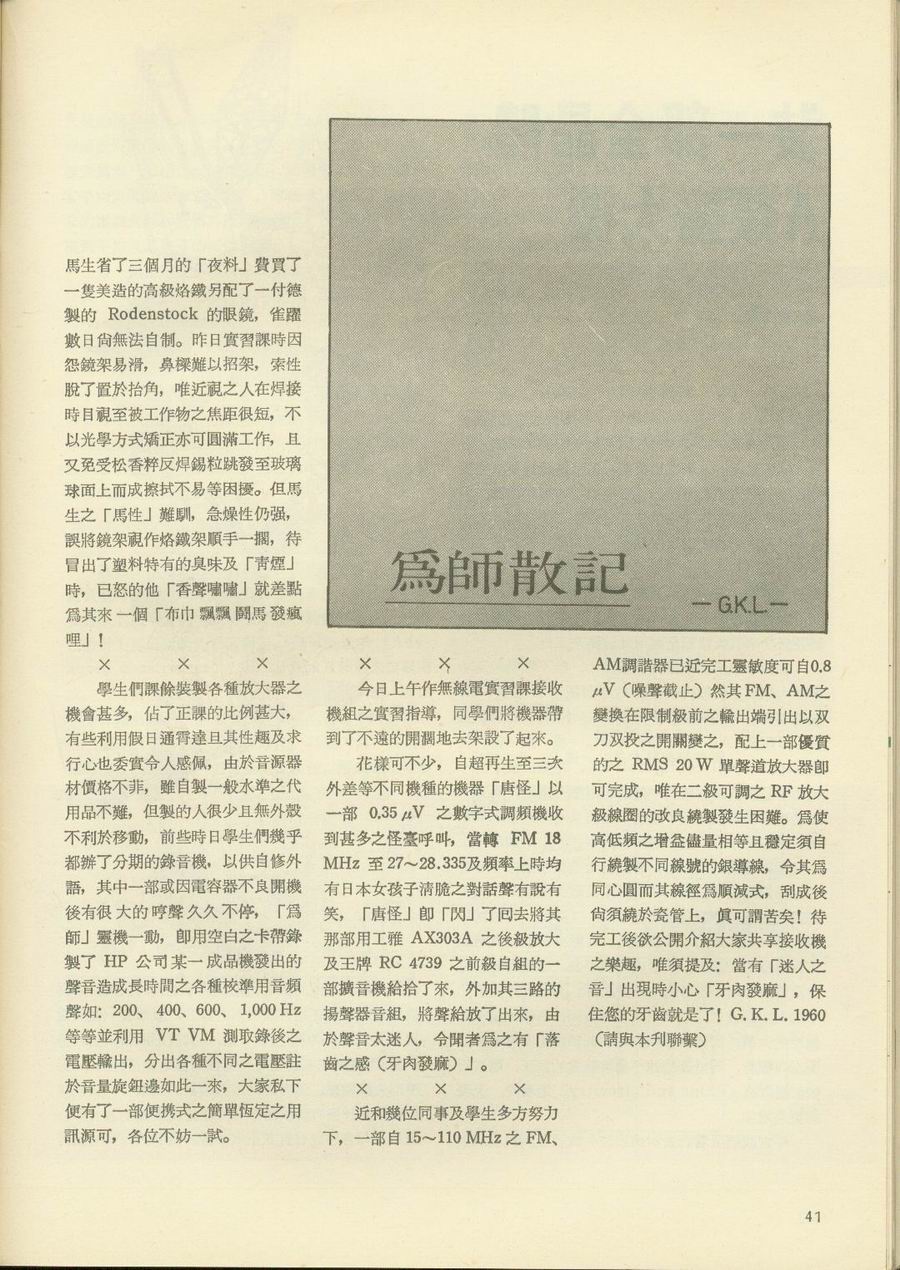 爲師散記
— G.K.L.—
馬生省了三個月的「夜料」費買了
一隻美造的高級烙鐵另配了一付德
製的 Rodenstock 的眼鏡，雀躍
數日尙無法自制。昨日實習課時因
怨鏡架易滑，鼻樑難以招架，索性
脫了置於抬角，唯近視之人在焊接
時目視至被工作物之焦距很短，不
以光學方式矯正亦可圓滿工作，且
又免受松香粹反焊錫粒跳發至玻璃
球面上而成擦拭不易等困擾。但馬
生之「馬性」難馴，急燥性仍强，
誤將鏡架視作烙鐵架順手一擱，待
冒出了塑料特有的臭味及「靑煙」
時，已怒的他「香聲嘯嘯」就差點
爲其來一個「布巾飄飄鬪馬發瘋
哩」！
× × ×
學生們課餘裝製各種放大器之
機會甚多，佔了正課的比例甚大，
有些利用假日通宵達旦其性趣及求
行心也委實令人感佩，由於音源器
材價格不菲，雖自製一般水準之代
用品不難，但製的人很少且無外殼
不利於移動，前些時日學生們幾乎
都辦了分期的錄音機，以供自修外
語，其中一部或因電容器不良開機
後有很大的哼聲久久不停，「爲
師」靈機一動，卽用空白之卡帶錄
製了 HP 公司某一成品機發出的
聲音造成長時間之各種校準用音頻
聲如：200、400、600、1,000 Hz
等等並利用 VT VM 測取錄後之
電壓輸出，分出各種不同之電壓註
於音量旋鈕邊如此一來，大家私下
便有了一部便携式之簡單恆定之用
訊源可，各位不妨一試。
× × ×
今日上午作無線電實習課接收
機組之實習指導，同學們將機器帶
到了不遠的開濶地去架設了起來。
花樣可不少，自超再生至三次
外差等不同機種的機器「唐怪」以
一部 0.35 μV 之數字式調頻機收
到甚多之怪臺呼叫，當轉 FM 18
MHz 至27～28.335及頻率上時均
有日本女孩子淸脆之對話聲有說有
笑，「唐怪」卽「閃」了囘去將其
那部用工雅 AX303A 之後級放大
及王牌 RC 4739 之前級自組的一
部擴音機給拾了來，外加其三路的
揚聲器音組，將聲給放了出來，由
於聲音太迷人，令聞者爲之有「落
齒之感（牙肉發麻）」。
× × ×
近和幾位同事及學生多方努力
下，一部自 15～110 MHz 之 FM、
AM調諧器已近完工靈敏度可自0.8
μV（噪聲截止）然其FM、AM之
變換在限制級前之輸出端引出以双
刀双投之開關變之，配上一部優質
的之 RMS 20 W 單聲道放大器卽
可完成，唯在二級可調之 RF 放大
級線圈的改良繞製發生困難。爲使
高低頻之增益儘量相等且穩定須自
行繞製不同線號的銀導線，令其爲
同心圓而其線徑爲順減式，刮成後
尙須繞於瓷管上，眞可謂苦矣！待
完工後欲公開介紹大家共享接收機
之樂趣，唯須提及：當有「迷人之
音」出現時小心「牙肉發麻」，保
住您的牙齒就是了！G. K. L. 1960
（請與本刋聯繫）
41